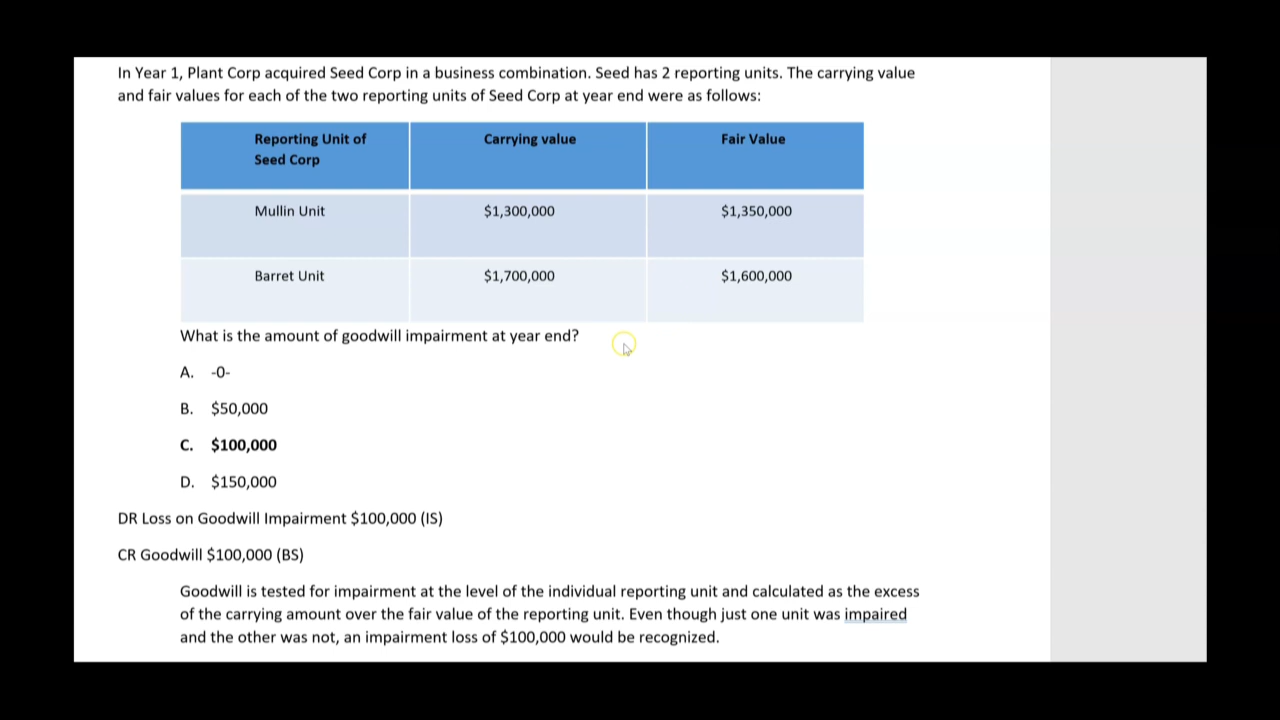 In Year 1, Plant Corp acquired Seed Corp in a business combination. Seed has 2 reporting units. The carrying value
and fair values for each of the two reporting units of Seed Corp at year end were as follows:
Reporting Unit of Carrying value Fair Value
Seed Corp
Mullin Unit $1,300,000 $1,350,000
Barret Unit $1,700,000 $1,600,000
What is the amount of goodwill impairment at year end?
A. -0-
B. $50,000
C. $100,000
D. $150,000
DR Loss on Goodwill Impairment $100,000 (IS)
CR Goodwill $100,000 (BS)
Goodwill is tested for impairment at the level of the individual reporting unit and calculated as the excess
of the carrying amount over the fair value of the reporting unit. Even though just one unit was impaired
and the other was not, an impairment loss of $100,000 would be recognized.